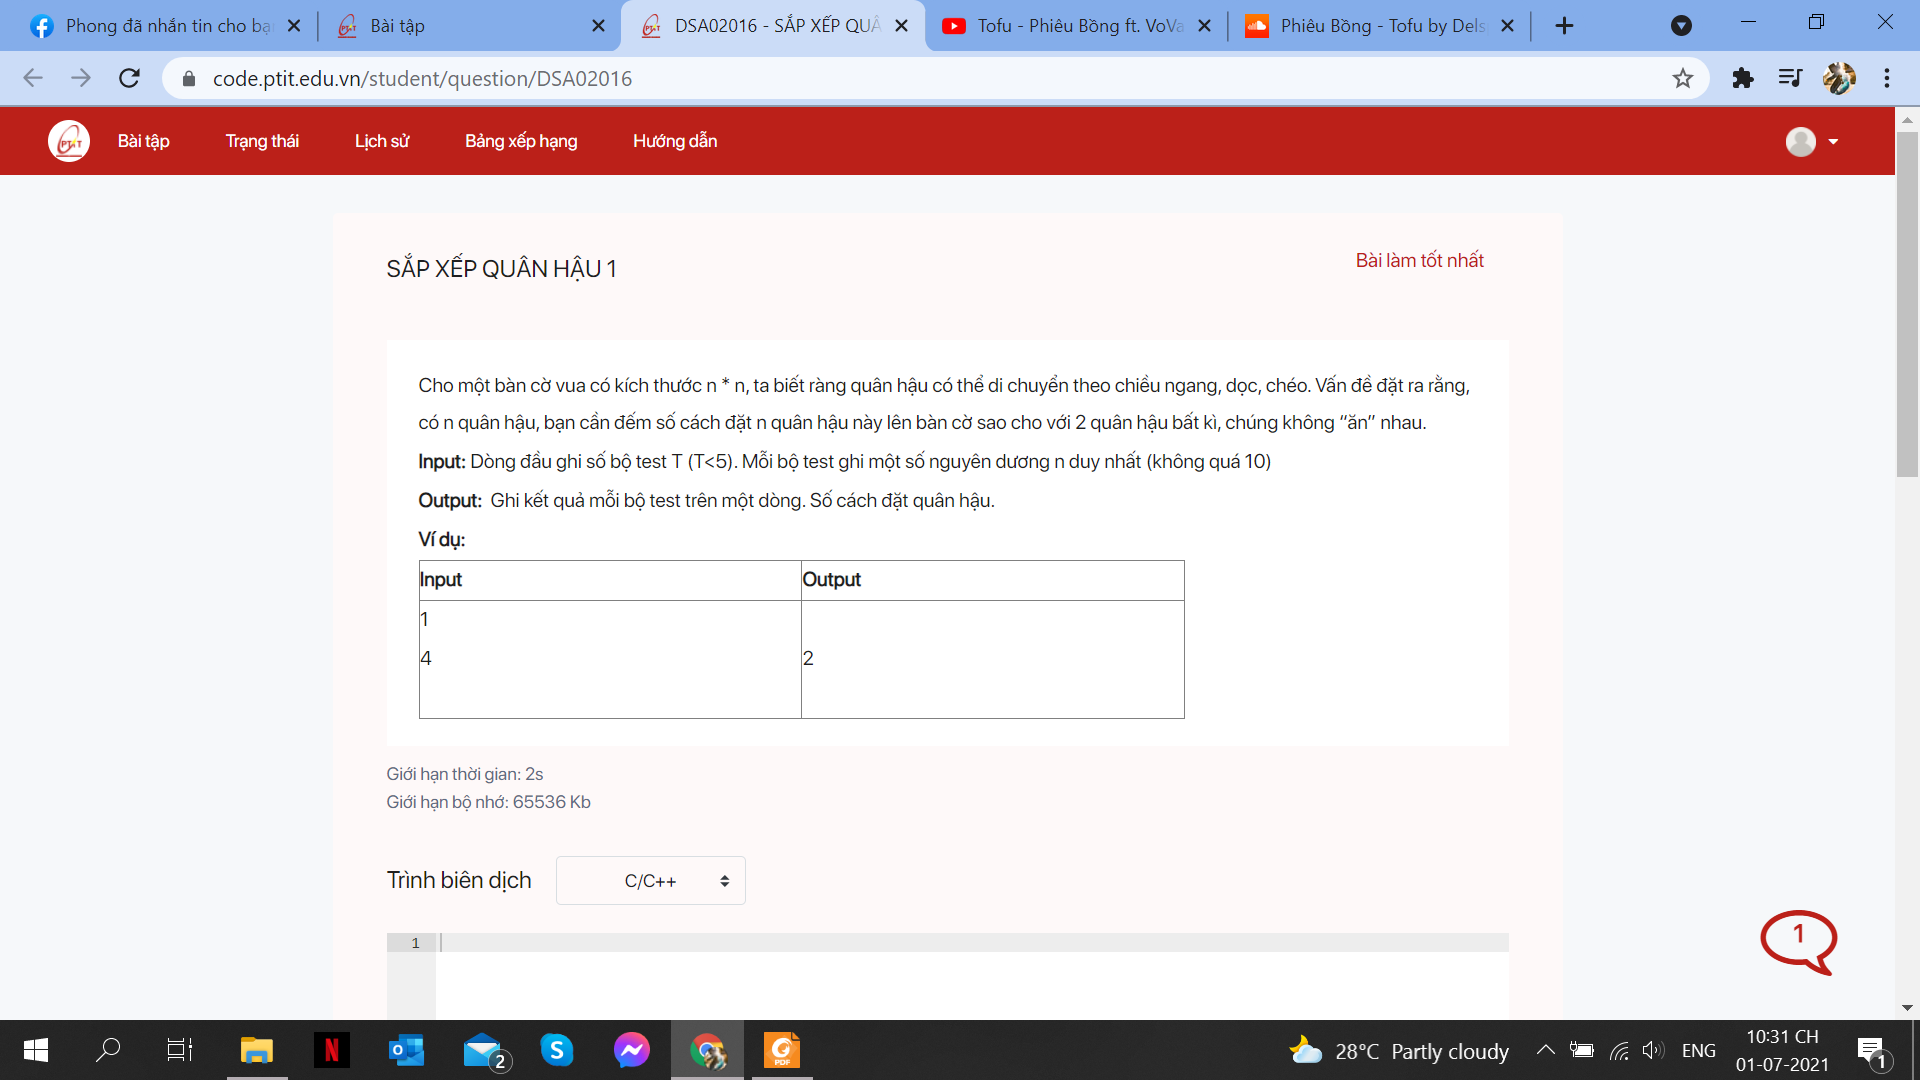 Phong đã nhắn tin cho bạ
Bài tập
DSA02016 - SẮP XẾP QUÂ
Tofu - Phiêu Bồng ft. VoVa
Phiêu Bồng - Tofu by Dels
code.ptit.edu.vn/student/question/DSA02016
PTIT
Bài tập
Trạng thái
Lịch sử
Bảng xếp hạng
Hướng dẫn
SẮP XẾP QUÂN HẬU 1
Bài làm tốt nhất
Cho một bàn cờ vua có kích thước n * n, ta biết ràng quân hậu có thể di chuyển theo chiều ngang, dọc, chéo. Vấn đề đặt ra rằng,
có n quân hậu, bạn cần đếm số cách đặt n quân hậu này lên bàn cờ sao cho với 2 quân hậu bất kì, chúng không “ăn” nhau.
Input: Dòng đầu ghi số bộ test T (T<5). Mỗi bộ test ghi một số nguyên dương n duy nhất (không quá 10)
Output: Ghi kết quả mỗi bộ test trên một dòng. Số cách đặt quân hậu.
Ví dụ:
Input
Output
1
4
2
Giới hạn thời gian: 2s
Giới hạn bộ nhớ: 65536 Kb
Trình biên dịch
C/C++
1
1
N
2
S
PDF
28°C Partly cloudy
ENG
10:31 CH
01-07-2021
1